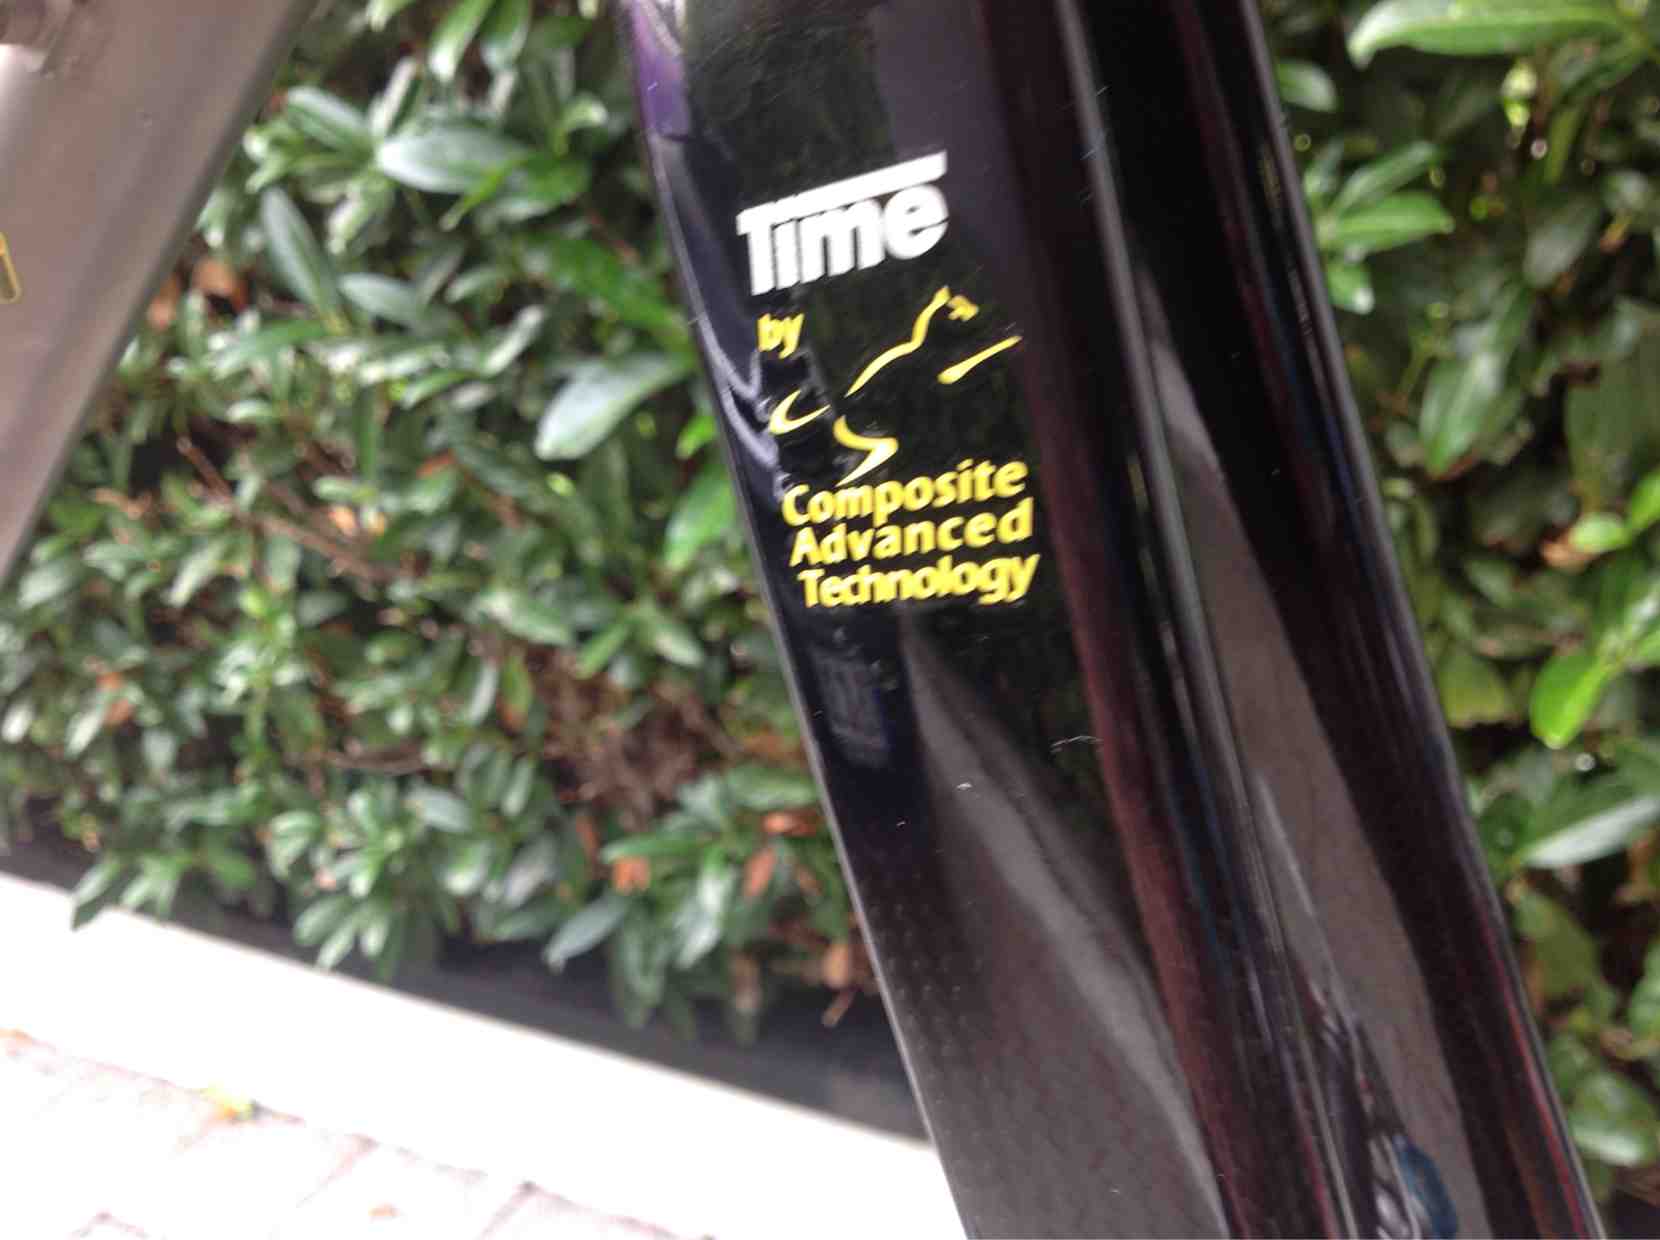 Time
by
Composite
Advanced
Technology